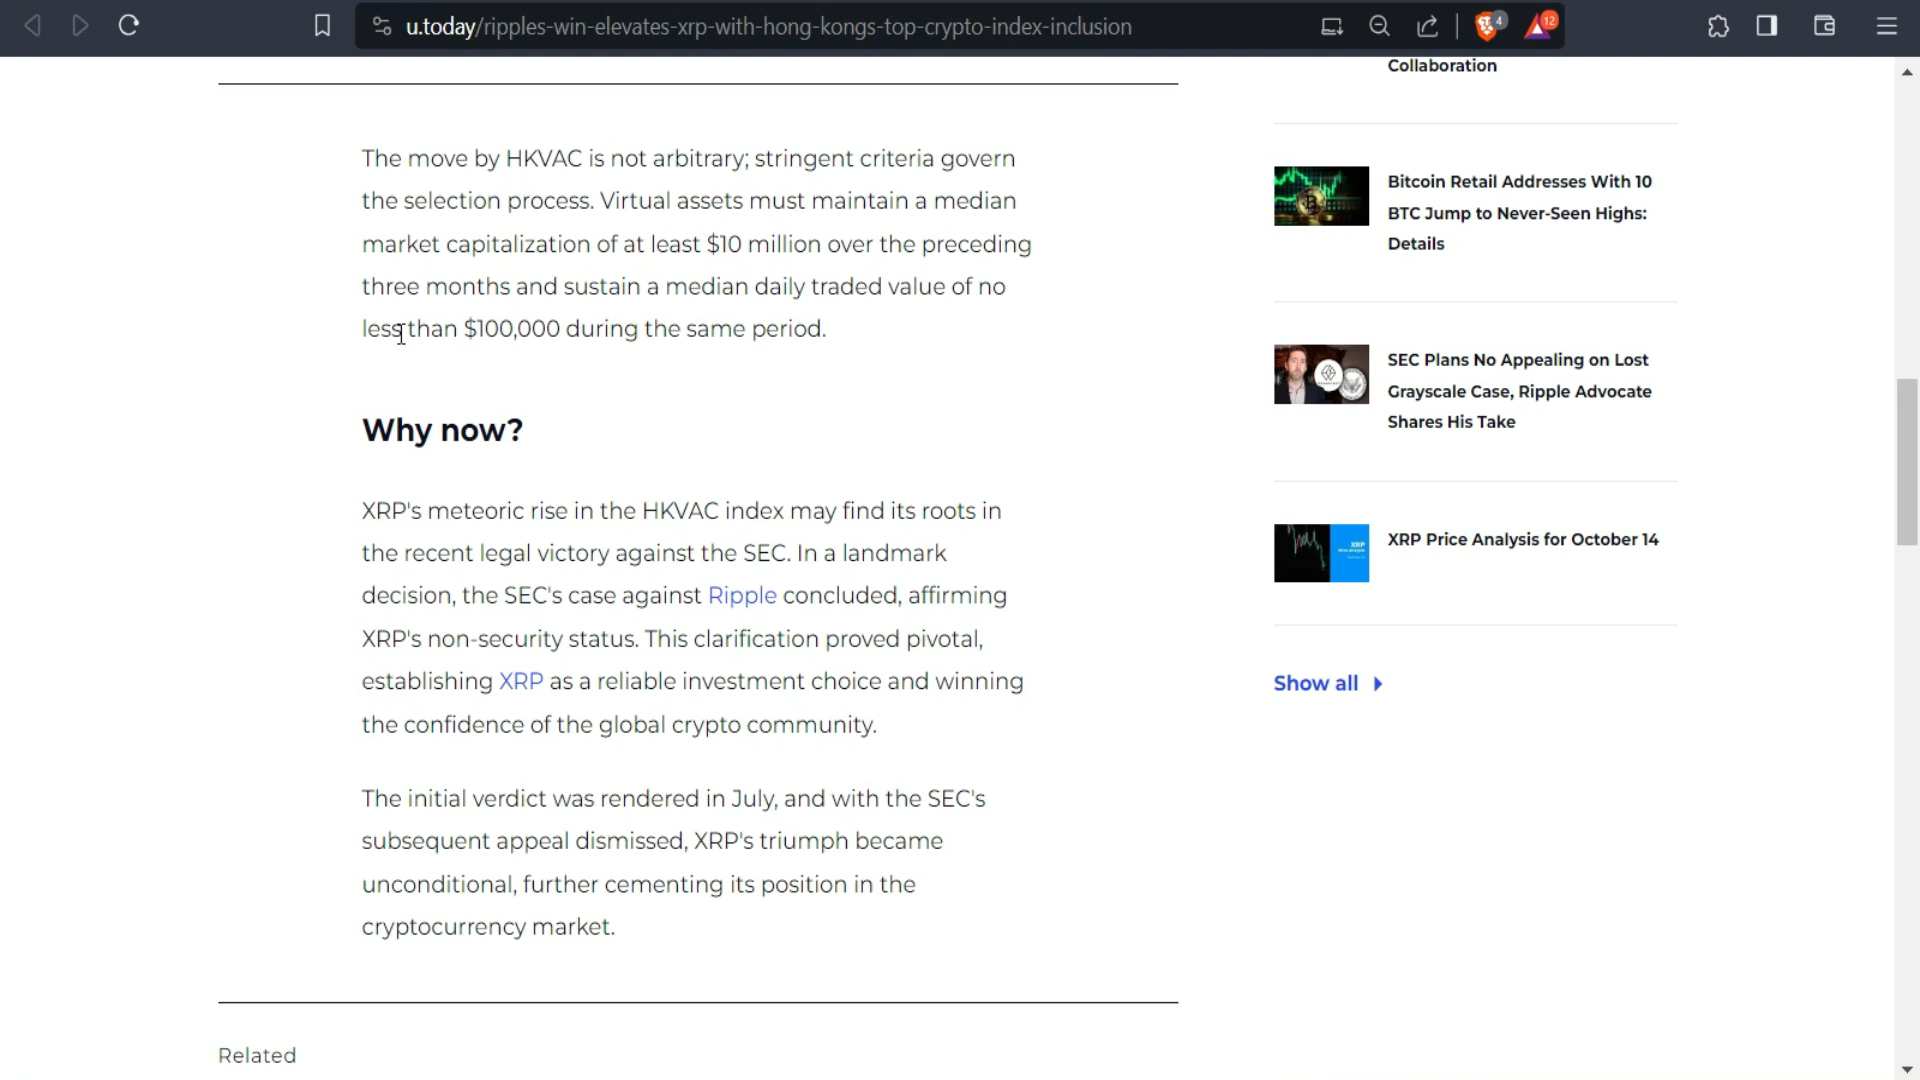 u.today/ripples-win-elevates-xrp-with-hong-kongs-top-crypto-index-inclusion
4
12
The move by HKVAC is not arbitrary; stringent criteria govern
the selection process. Virtual assets must maintain a median
market capitalization of at least $10 million over the preceding
three months and sustain a median daily traded value of no
less than $100,000 during the same period.
Why now?
XRP's meteoric rise in the HKVAC index may find its roots in
the recent legal victory against the SEC. In a landmark
decision, the SEC's case against Ripple concluded, affirming
XRP's non-security status. This clarification proved pivotal,
establishing XRP as a reliable investment choice and winning
the confidence of the global crypto community.
The initial verdict was rendered in July, and with the SEC's
subsequent appeal dismissed, XRP's triumph became
unconditional, further cementing its position in the
cryptocurrency market.
Related
Collaboration
Bitcoin Retail Addresses With 10
BTC Jump to Never-Seen Highs:
Details
SEC Plans No Appealing on Lost
Grayscale Case, Ripple Advocate
Shares His Take
XRP
XRP Price Analysis for October 14
Show all